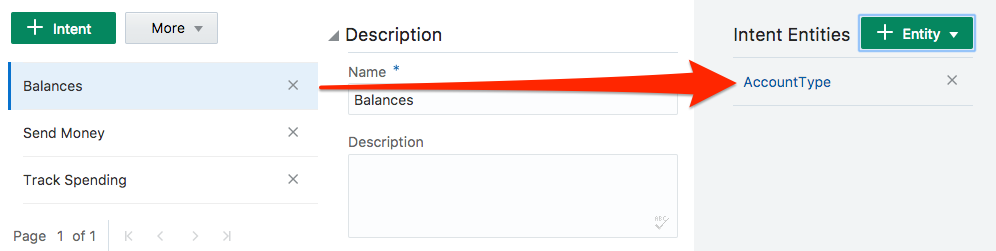 + Intent
More
Balances
Send Money
Track Spending
Page 1 of 1
Description
Name *
Balances
Description
ABC
Intent Entities
+ Entity
AccountType